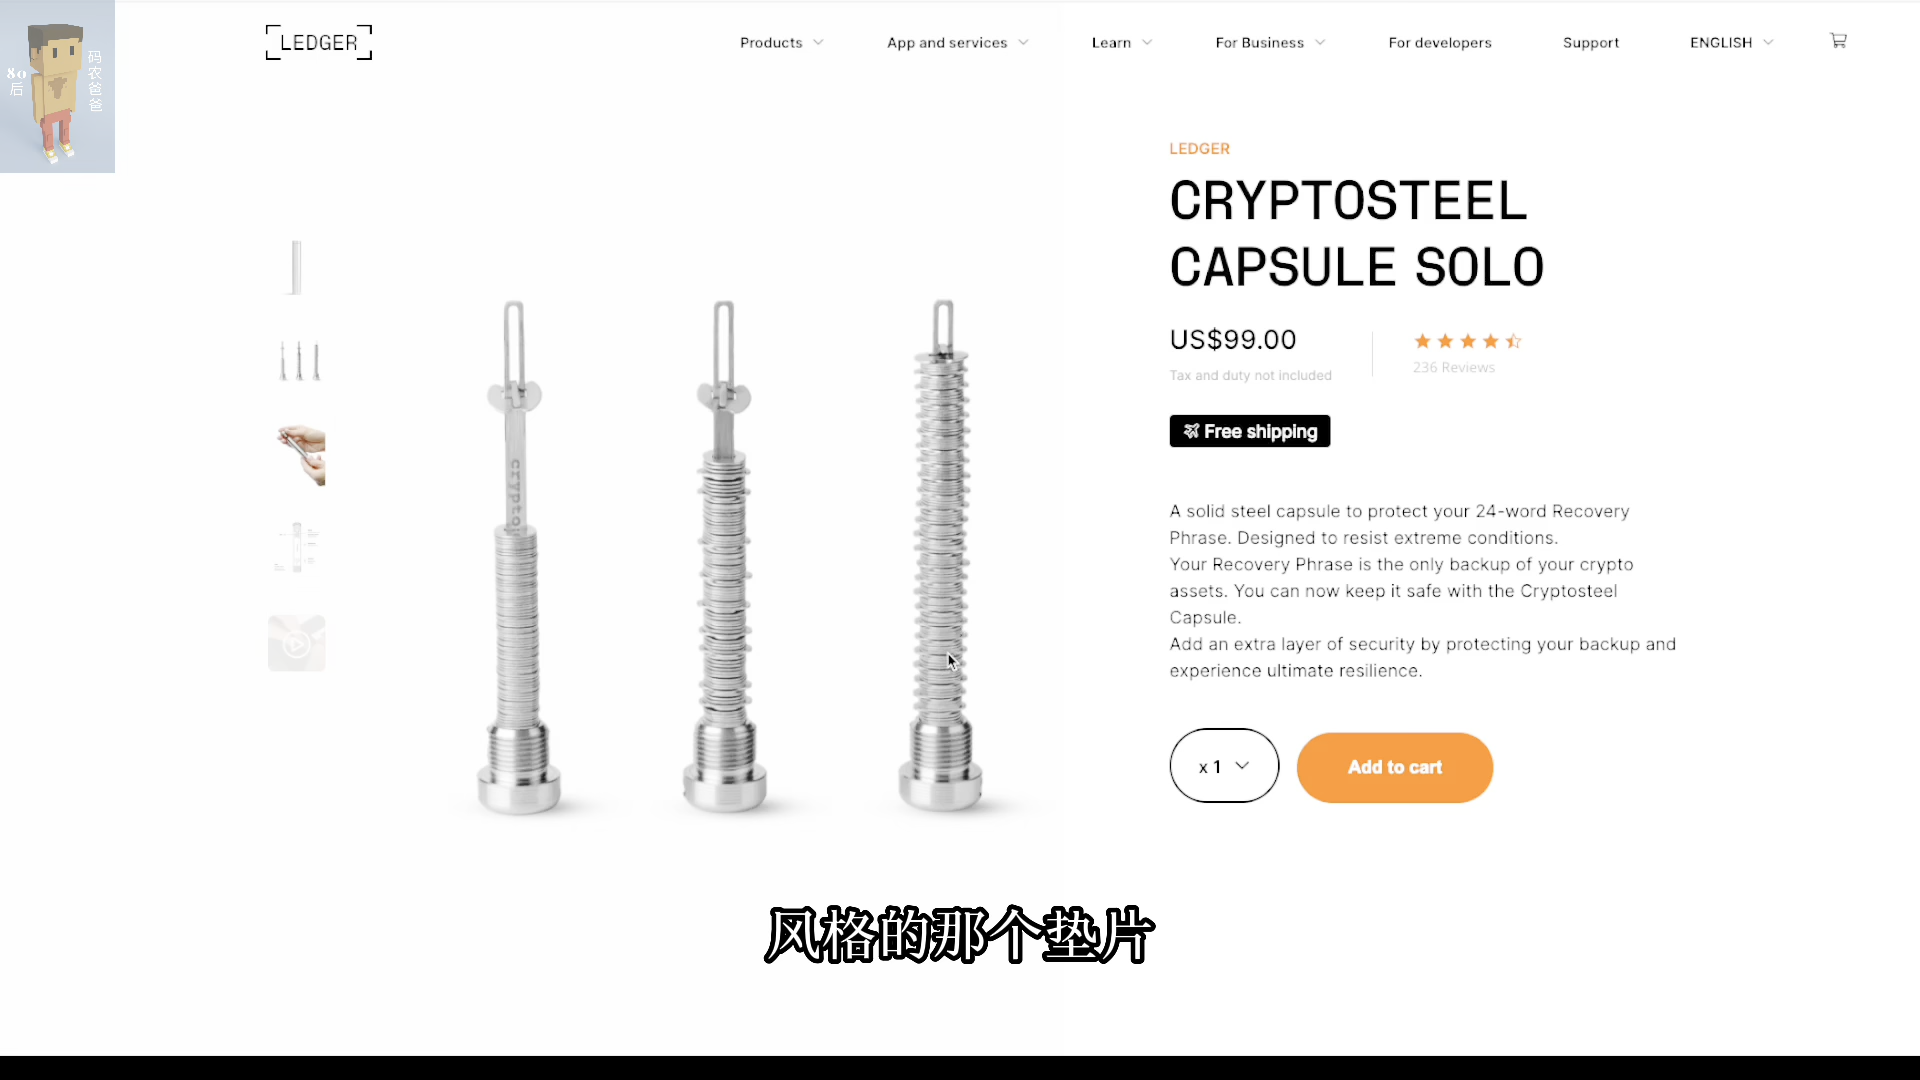 80后
码农爸爸
LEDGER
Products
App and services
Learn
For Business
For developers
Support
ENGLISH
LEDGER
CRYPTOSTEEL
CAPSULE SOLO
US$99.00
Tax and duty not included
236 Reviews
Free shipping
A solid steel capsule to protect your 24-word Recovery
Phrase. Designed to resist extreme conditions.
Your Recovery Phrase is the only backup of your crypto
assets. You can now keep it safe with the Cryptosteel
Capsule.
Add an extra layer of security by protecting your backup and
experience ultimate resilience.
x 1
Add to cart
风格的那个垫片